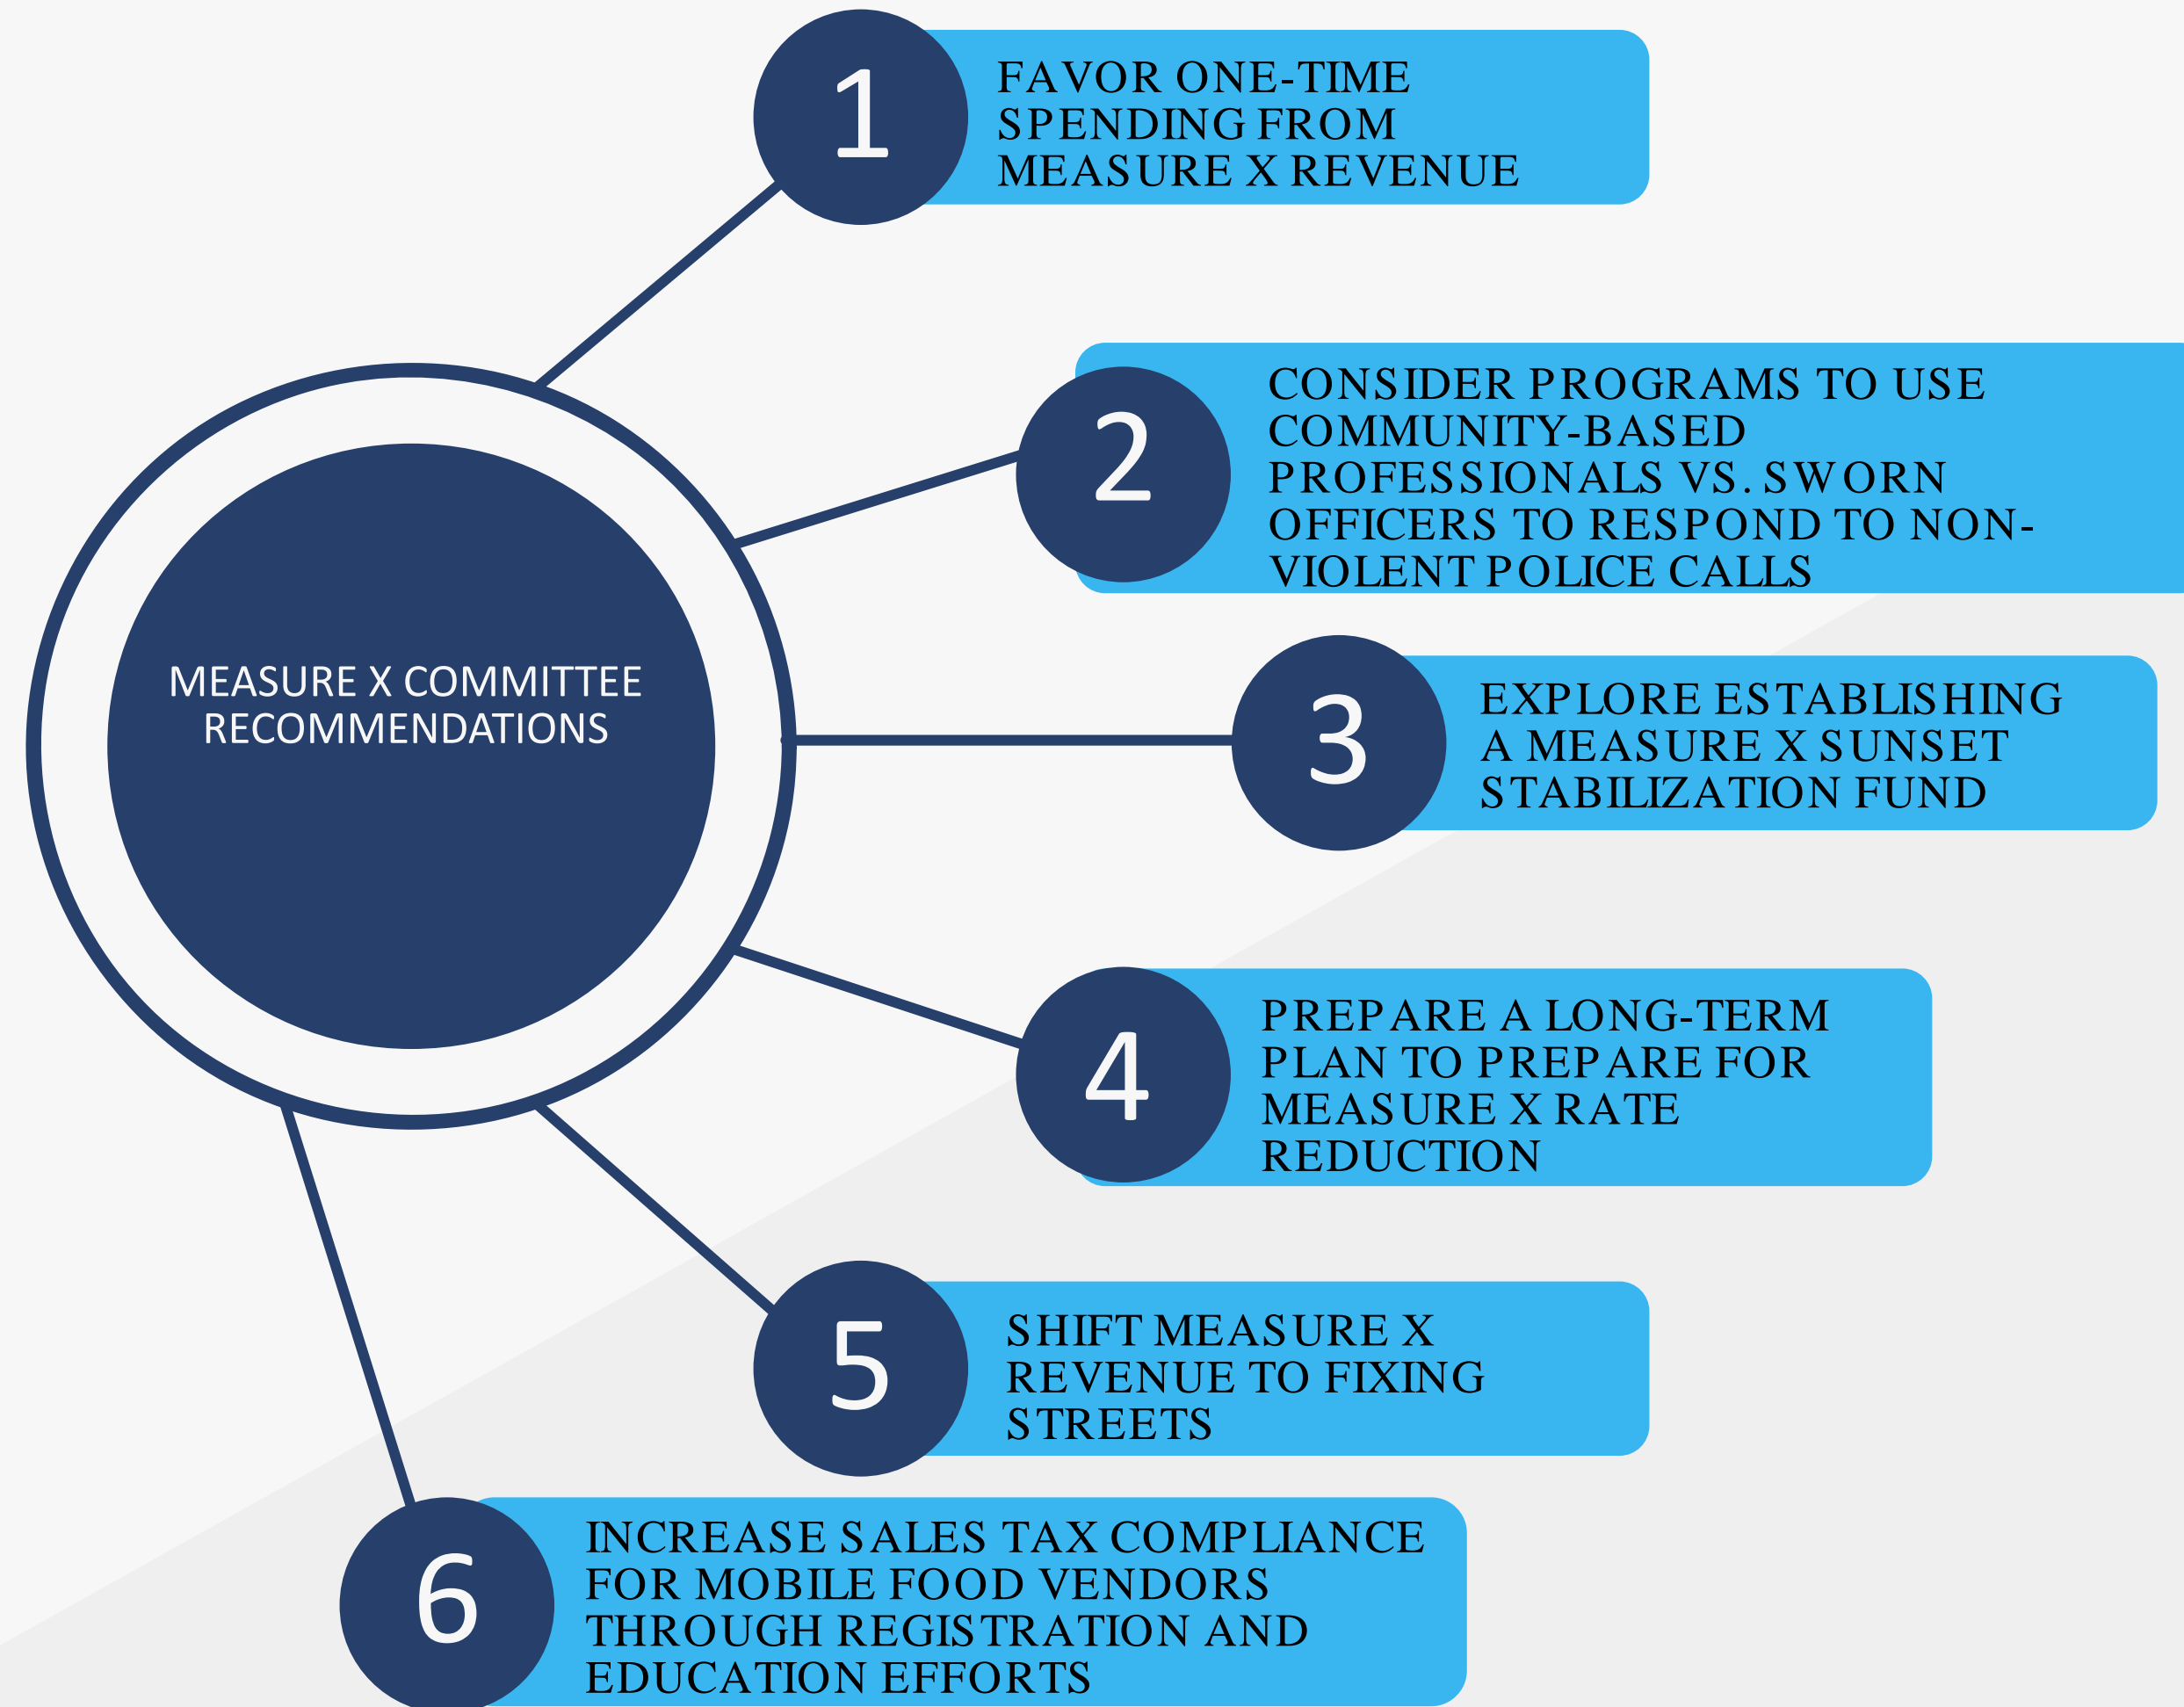 1
FAVOR ONE-TIME
SPENDING FROM
MEASURE X REVENUE
2
CONSIDER PROGRAMS TO USE
COMMUNITY-BASED
PROFESSIONALS VS. SWORN
OFFICERS TO RESPOND TO NON-
VIOLENT POLICE CALLS
MEASURE X COMMITTEE
RECOMMENDATIONS
3
EXPLORE ESTABLISHING
A MEASURE X SUNSET
STABILIZATION FUND
4
PREPARE A LONG-TERM
PLAN TO PREPARE FOR
MEASURE X RATE
REDUCTION
5
SHIFT MEASURE X
REVENUE TO FIXING
STREETS
6
INCREASE SALES TAX COMPLIANCE
FOR MOBILE FOOD VENDORS
THROUGH REGISTRATION AND
EDUCATION EFFORTS